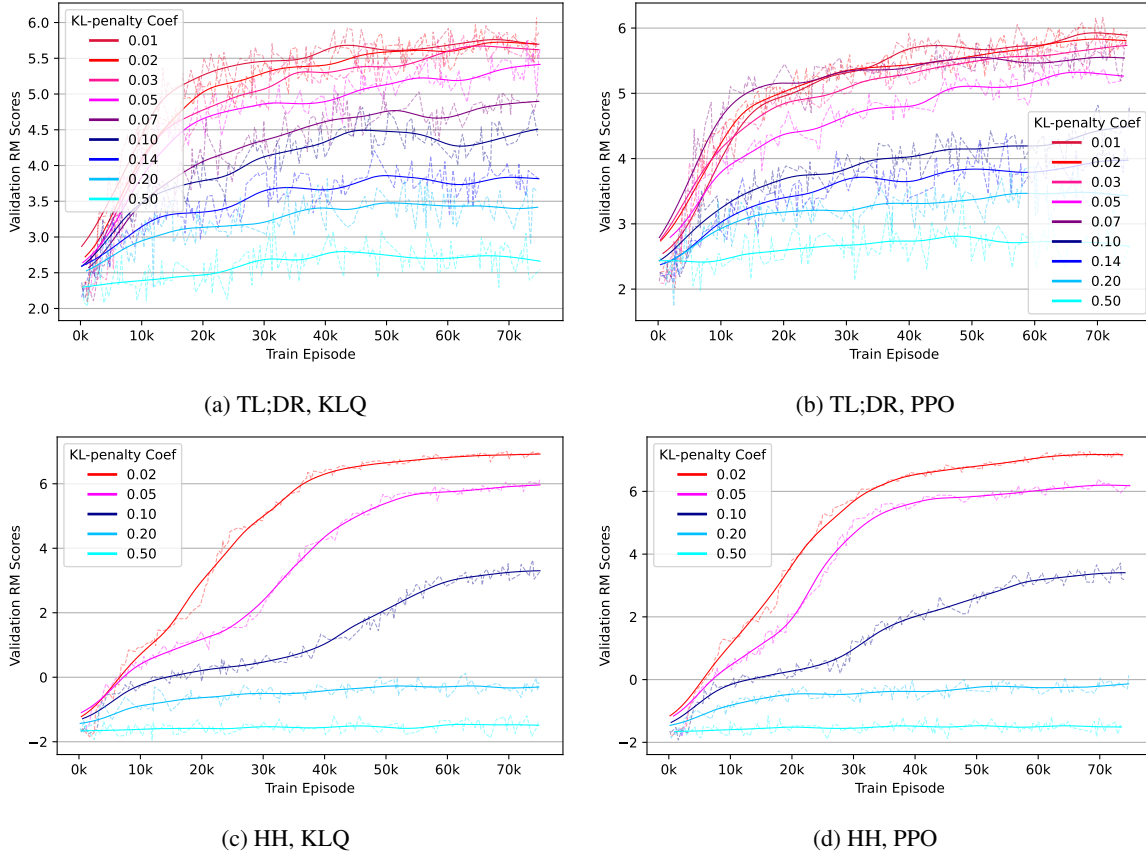 KL-penalty Coef
0.01
0.02
0.03
0.05
0.07
0.10
0.14
0.20
0.50
Validation RM Scores
6.0
5.5
5.0
4.5
4.0
3.5
3.0
2.5
2.0
0k 10k 20k 30k 40k 50k 60k 70k
Train Episode
(a) TL;DR, KLQ
KL-penalty Coef
0.01
0.02
0.03
0.05
0.07
0.10
0.14
0.20
0.50
Validation RM Scores
6
5
4
3
2
0k 10k 20k 30k 40k 50k 60k 70k
Train Episode
(b) TL;DR, PPO
KL-penalty Coef
0.02
0.05
0.10
0.20
0.50
Validation RM Scores
6
4
2
0
−2
0k 10k 20k 30k 40k 50k 60k 70k
Train Episode
(c) HH, KLQ
KL-penalty Coef
0.02
0.05
0.10
0.20
0.50
Validation RM Scores
6
4
2
0
−2
0k 10k 20k 30k 40k 50k 60k 70k
Train Episode
(d) HH, PPO